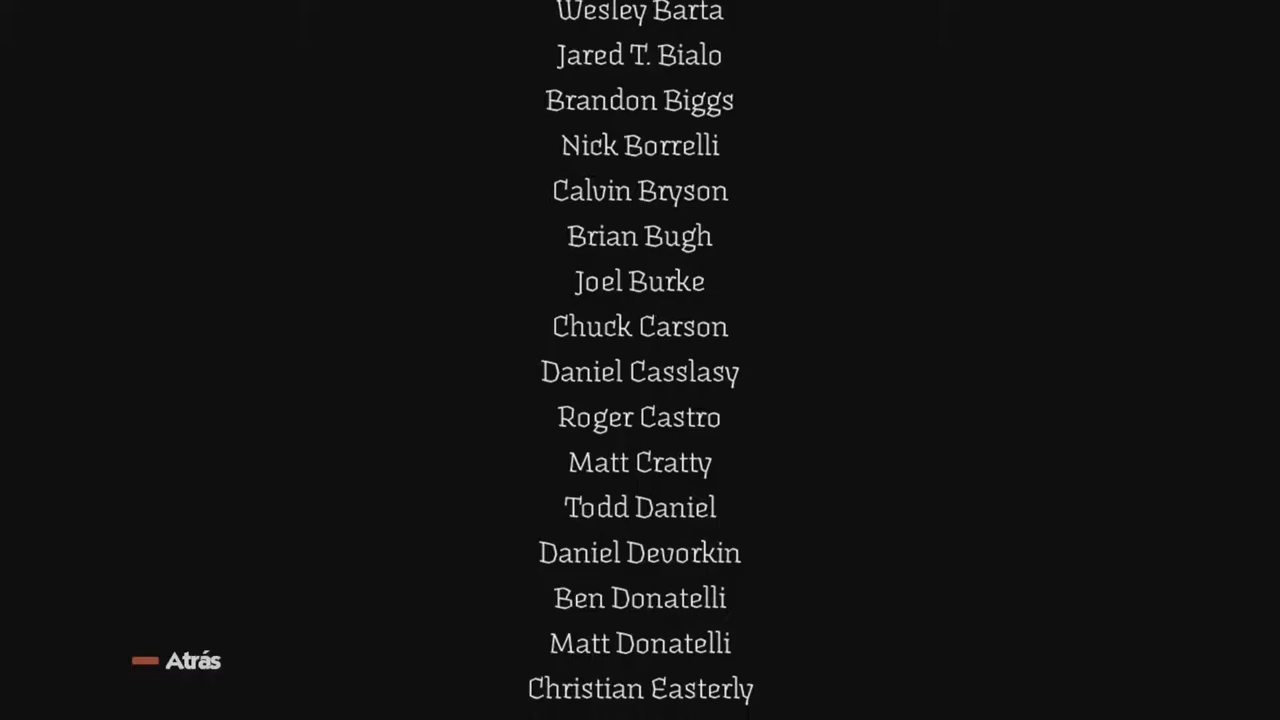 Wesley Barta
Jared T. Bialo
Brandon Biggs
Nick Borrelli
Calvin Bryson
Brian Bugh
Joel Burke
Chuck Carson
Daniel Casslasy
Roger Castro
Matt Cratty
Todd Daniel
Daniel Devorkin
Ben Donatelli
Matt Donatelli
Atrás
Christian Easterly